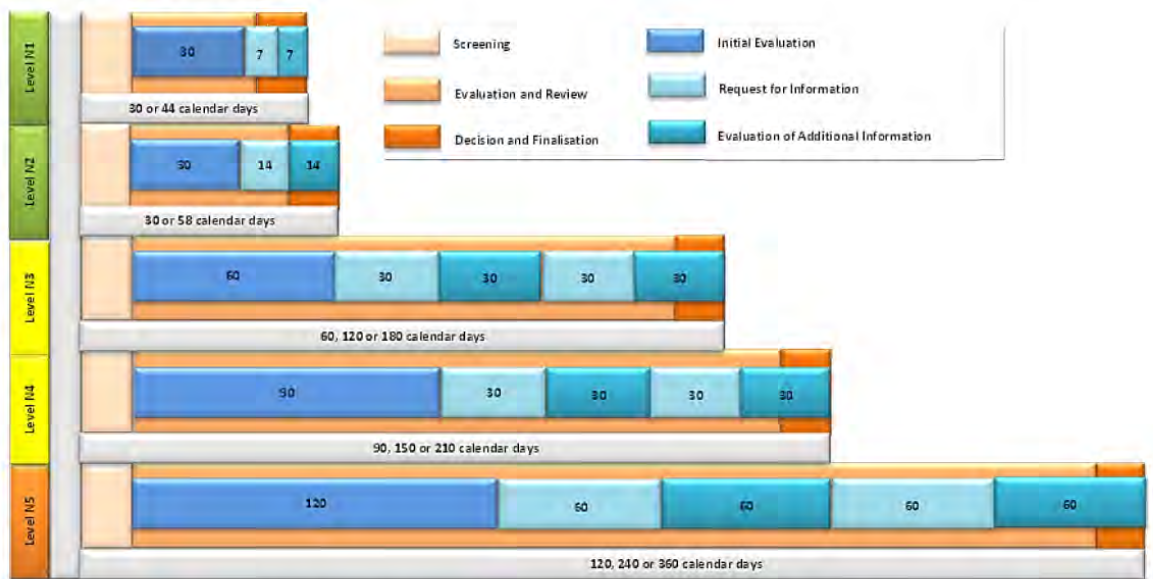 Level N1
30
7
7
30 or 44 calendar days
Screening
Initial Evaluation
Evaluation and Review
Request for Information
Decision and Finalisation
Evaluation of Additional Information
Level N2
30
14
14
30 or 58 calendar days
Level N3
60
30
30
30
30
60, 120 or 180 calendar days
Level N4
90
30
30
30
30
90, 150 or 210 calendar days
Level N5
120
60
60
60
60
120, 240 or 360 calendar days